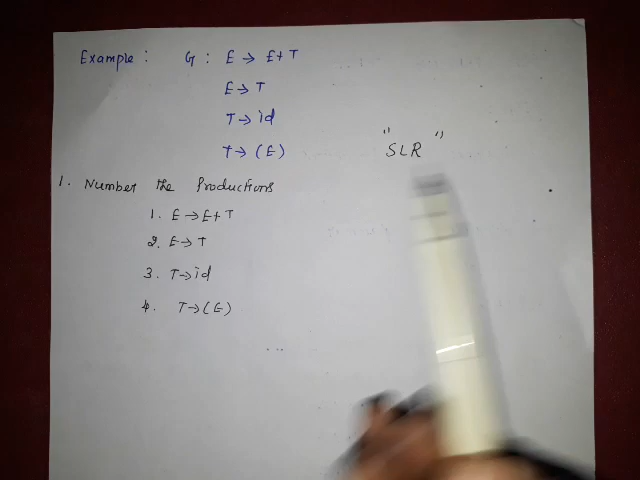 Example : G : E → E+T
E → T
T → id
T → (E)
" SLR "
1. Number the Productions
1. E → E+T
2. E → T
3. T → id
4. T → (E)